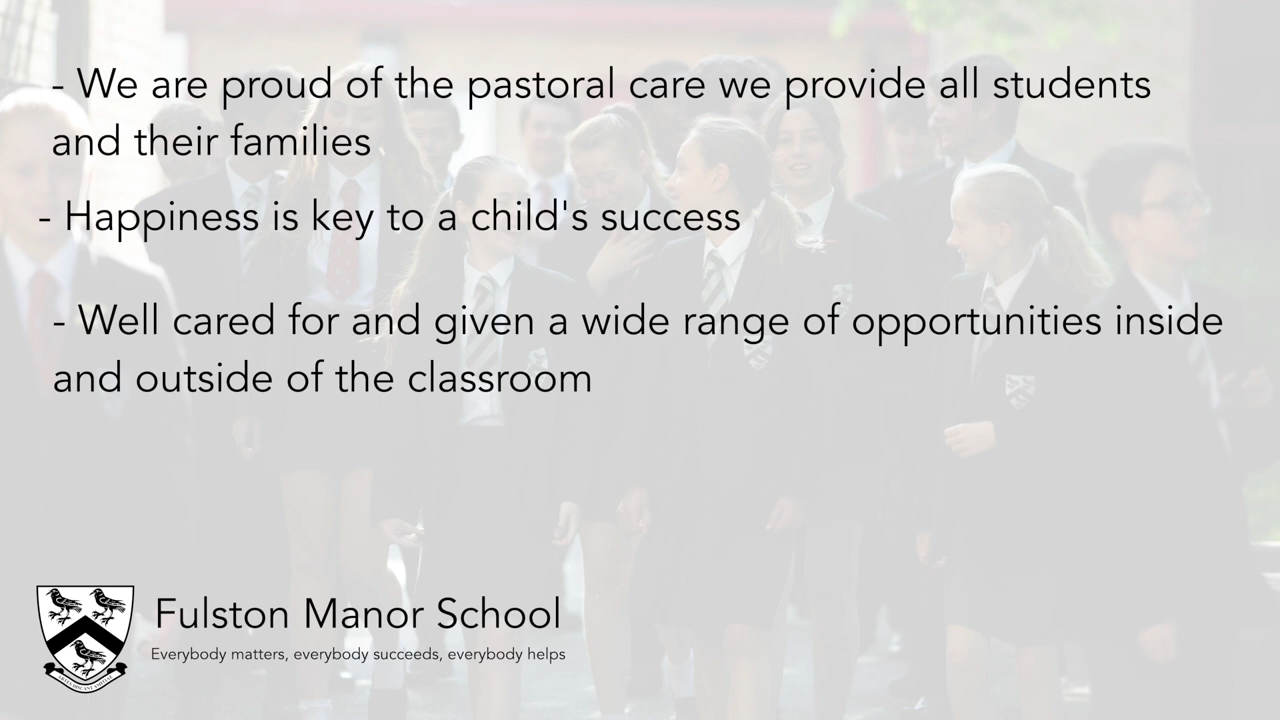 - We are proud of the pastoral care we provide all students
and their families
- Happiness is key to a child's success
- Well cared for and given a wide range of opportunities inside
and outside of the classroom
Fulston Manor School
Everybody matters, everybody succeeds, everybody helps